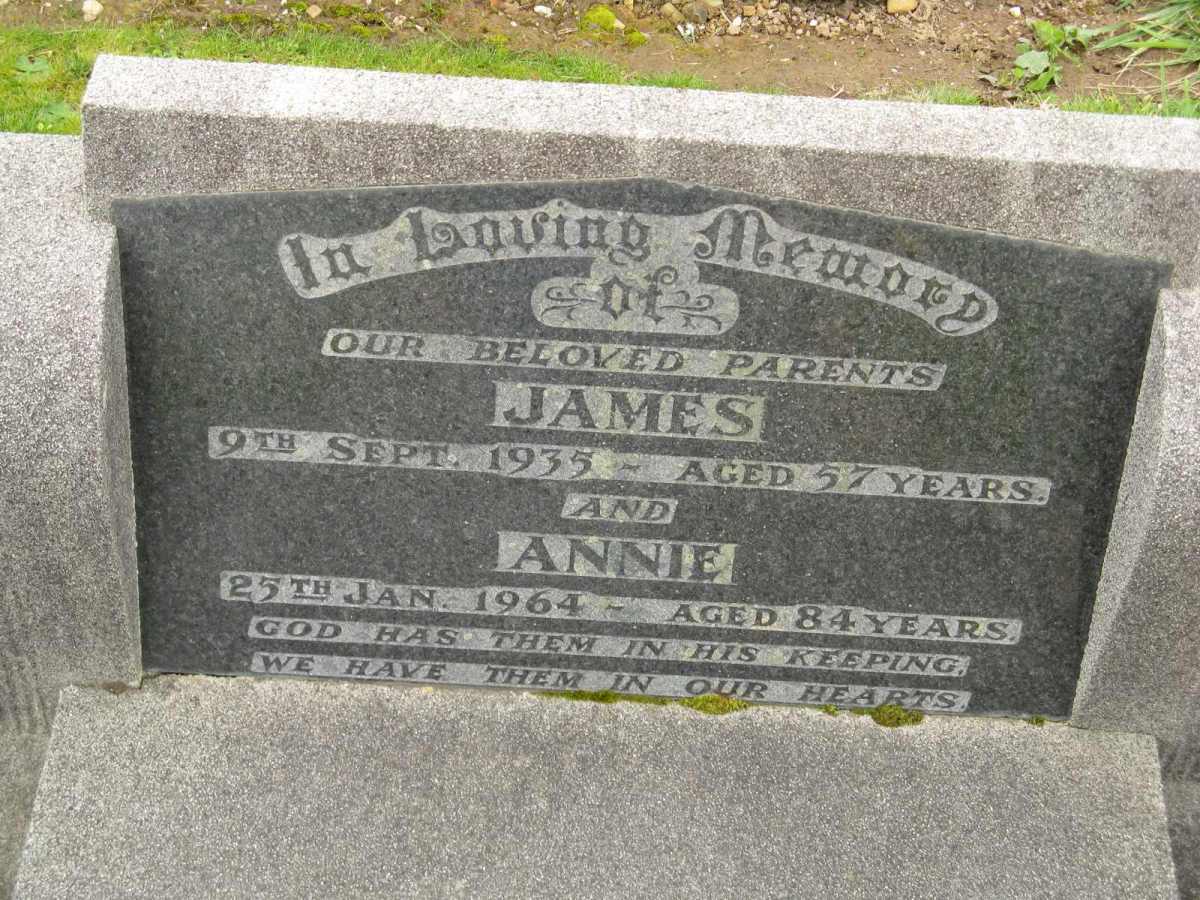 In Loving Memory
of
OUR BELOVED PARENTS
JAMES
9TH SEPT. 1935 - AGED 57 YEARS.
AND
ANNIE
25TH JAN. 1964 - AGED 84 YEARS.
GOD HAS THEM IN HIS KEEPING,
WE HAVE THEM IN OUR HEARTS